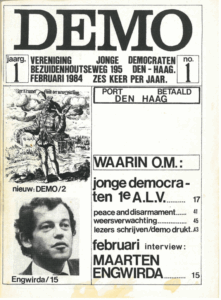 DEMO
jaarg. 1
VERENIGING JONGE DEMOCRATEN
BEZUIDENHOUTSEWEG 195 DEN-HAAG.
FEBRUARI 1984 ZES KEER PER JAAR.
no. 1
PORT BETAALD
DEN HAAG
nieuw: DEMO/2
WAARIN O.M.:
jonge democra-
ten 1e A.L.V. ........ 17
peace and disarmament ..... 41
weersverwachting ..... 45
lezers schrijven/demo drukt. 43
februari interview:
MAARTEN
ENGWIRDA ..... 15
Engwirda/15